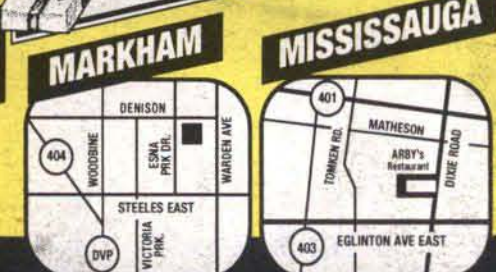 MARKHAM
DENISON
404
WOODBINE
ESNA
PRK DR.
WARDEN AVE
STEELES EAST
DVP
VICTORIA
PRK.
MISSISSAUGA
401
MATHESON
TOMKEN RD.
ARBY's
Restaurant
DIXIE ROAD
403
EGLINTON AVE EAST